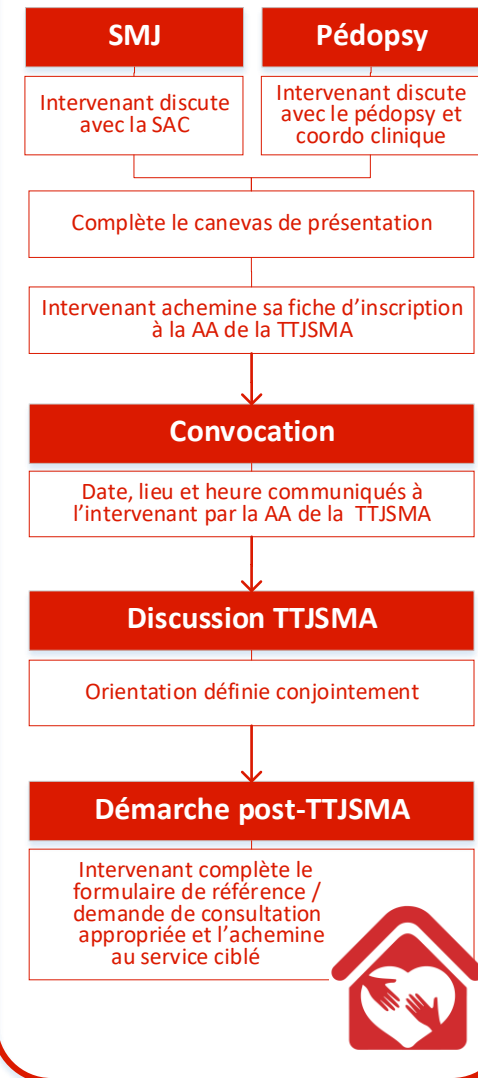 SMJ
Pédopsy
Intervenant discute
avec la SAC
Intervenant discute
avec le pédopsy et
coordo clinique
Complète le canevas de présentation
Intervenant achemine sa fiche d’inscription
à la AA de la TTJSMA
Convocation
Date, lieu et heure communiqués à
l’intervenant par la AA de la TTJSMA
Discussion TTJSMA
Orientation définie conjointement
Démarche post-TTJSMA
Intervenant complète le
formulaire de référence /
demande de consultation
appropriée et l’achemine
au service ciblé